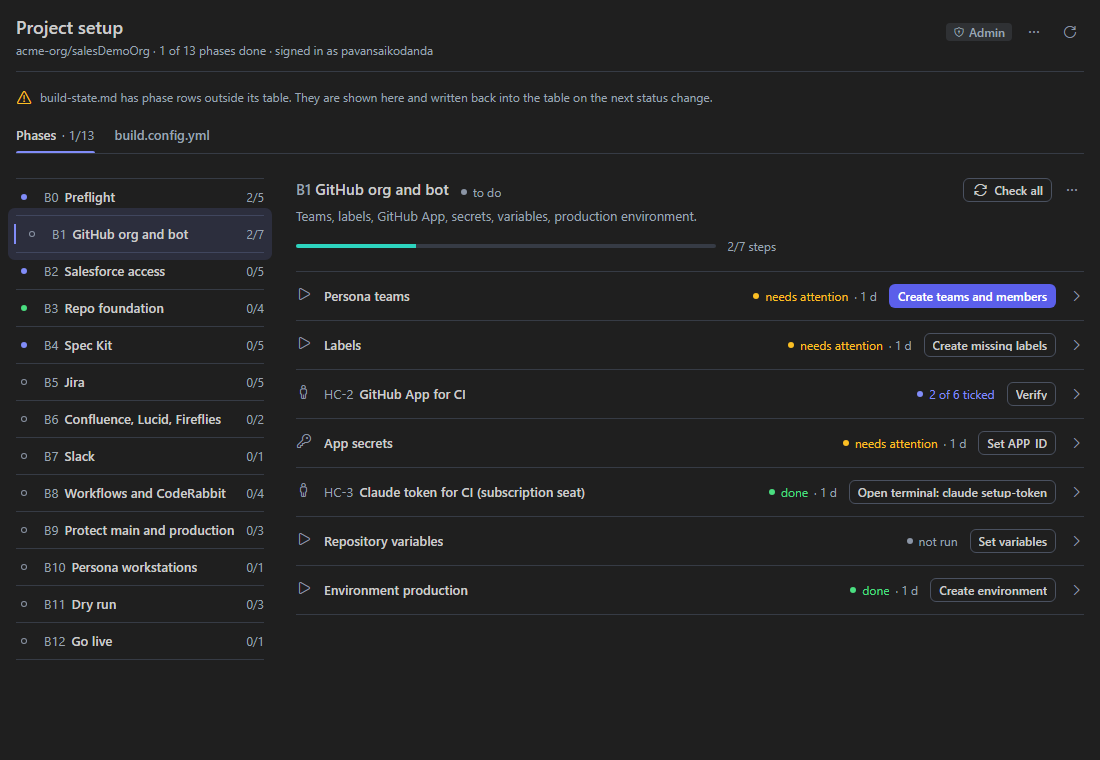 Project setup
acme-org/salesDemoOrg · 1 of 13 phases done · signed in as pavansaikodanda
Admin
build-state.md has phase rows outside its table. They are shown here and written back into the table on the next status change.
Phases · 1/13
build.config.yml
B0 Preflight 2/5
B1 GitHub org and bot 2/7
B2 Salesforce access 0/5
B3 Repo foundation 0/4
B4 Spec Kit 0/5
B5 Jira 0/5
B6 Confluence, Lucid, Fireflies 0/2
B7 Slack 0/1
B8 Workflows and CodeRabbit 0/4
B9 Protect main and production 0/3
B10 Persona workstations 0/1
B11 Dry run 0/3
B12 Go live 0/1
B1 GitHub org and bot to do
Check all
Teams, labels, GitHub App, secrets, variables, production environment.
2/7 steps
Persona teams needs attention · 1 d Create teams and members
Labels needs attention · 1 d Create missing labels
HC-2 GitHub App for CI 2 of 6 ticked Verify
App secrets needs attention · 1 d Set APP_ID
HC-3 Claude token for CI (subscription seat) done · 1 d Open terminal: claude setup-token
Repository variables not run Set variables
Environment production done · 1 d Create environment